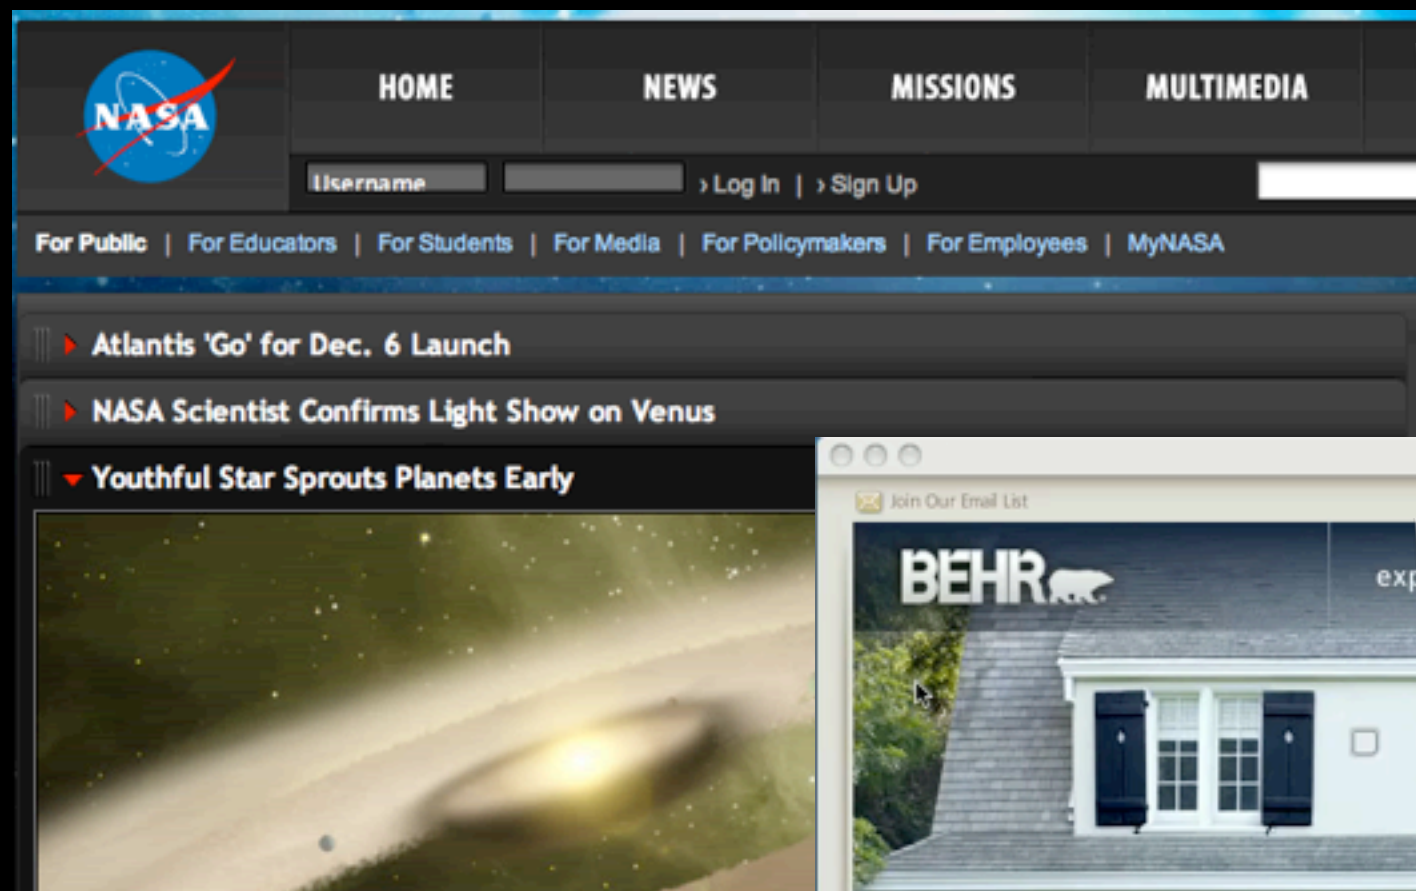 NASA
HOME NEWS MISSIONS MULTIMEDIA
Username › Log In | › Sign Up
For Public | For Educators | For Students | For Media | For Policymakers | For Employees | MyNASA
Atlantis 'Go' for Dec. 6 Launch
NASA Scientist Confirms Light Show on Venus
Youthful Star Sprouts Planets Early
Join Our Email List
BEHR
exp